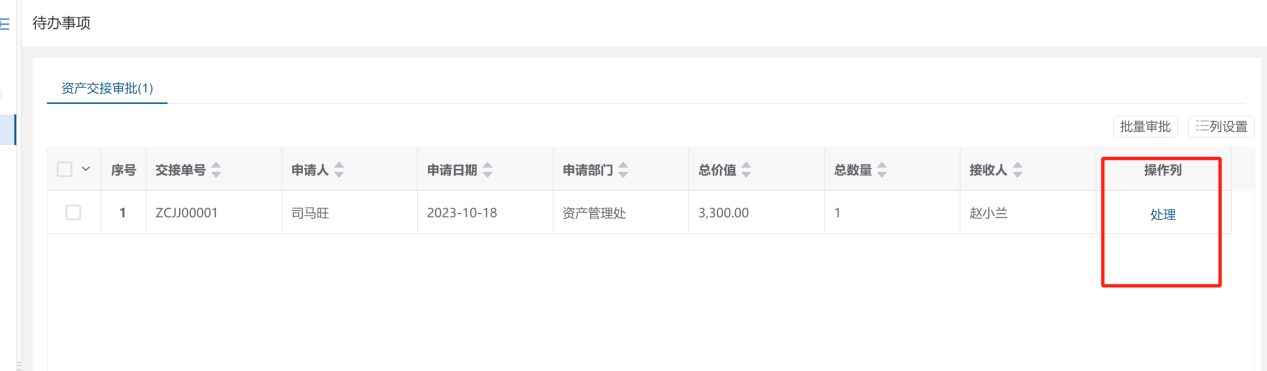 待办事项
资产交接审批(1)
批量审批 列设置
序号 交接单号 申请人 申请日期 申请部门 总价值 总数量 接收人 操作列
1 ZCJJ00001 司马旺 2023-10-18 资产管理处 3,300.00 1 赵小兰 处理